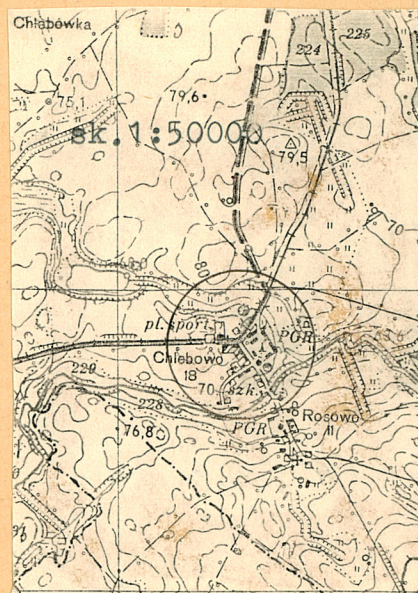 Chlebówka
224
225
75,1
79,6
sk.1:50000
79,5
70
80
pl.sport.
PGR
Chlebowo
18
229
70
szk.
228
Rosowo
11
PGR
76,8